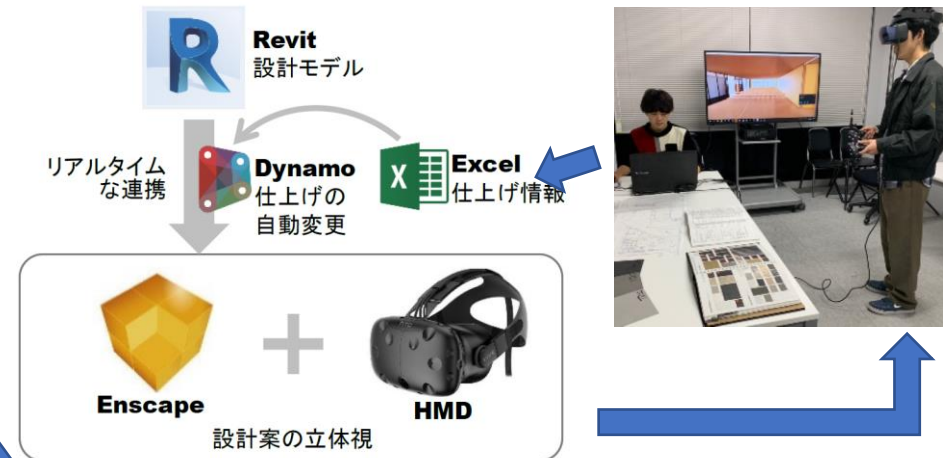 Revit
設計モデル
リアルタイム
な連携
Dynamo
仕上げの
自動変更
Excel
仕上げ情報
Enscape
HMD
設計案の立体視